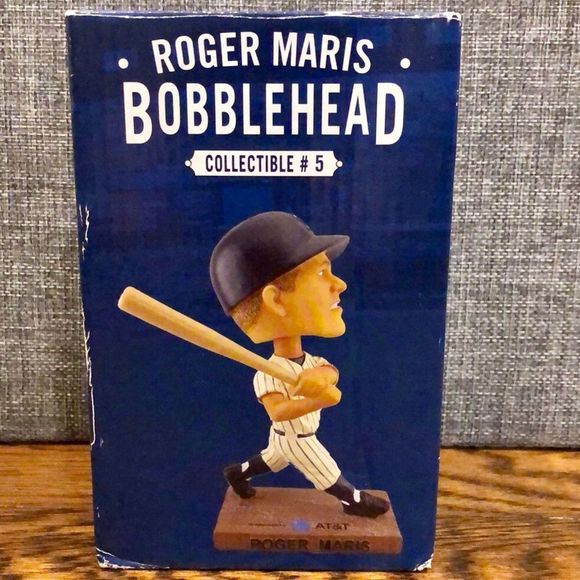 • ROGER MARIS •
BOBBLEHEAD
COLLECTIBLE # 5
AT&T
ROGER MARIS